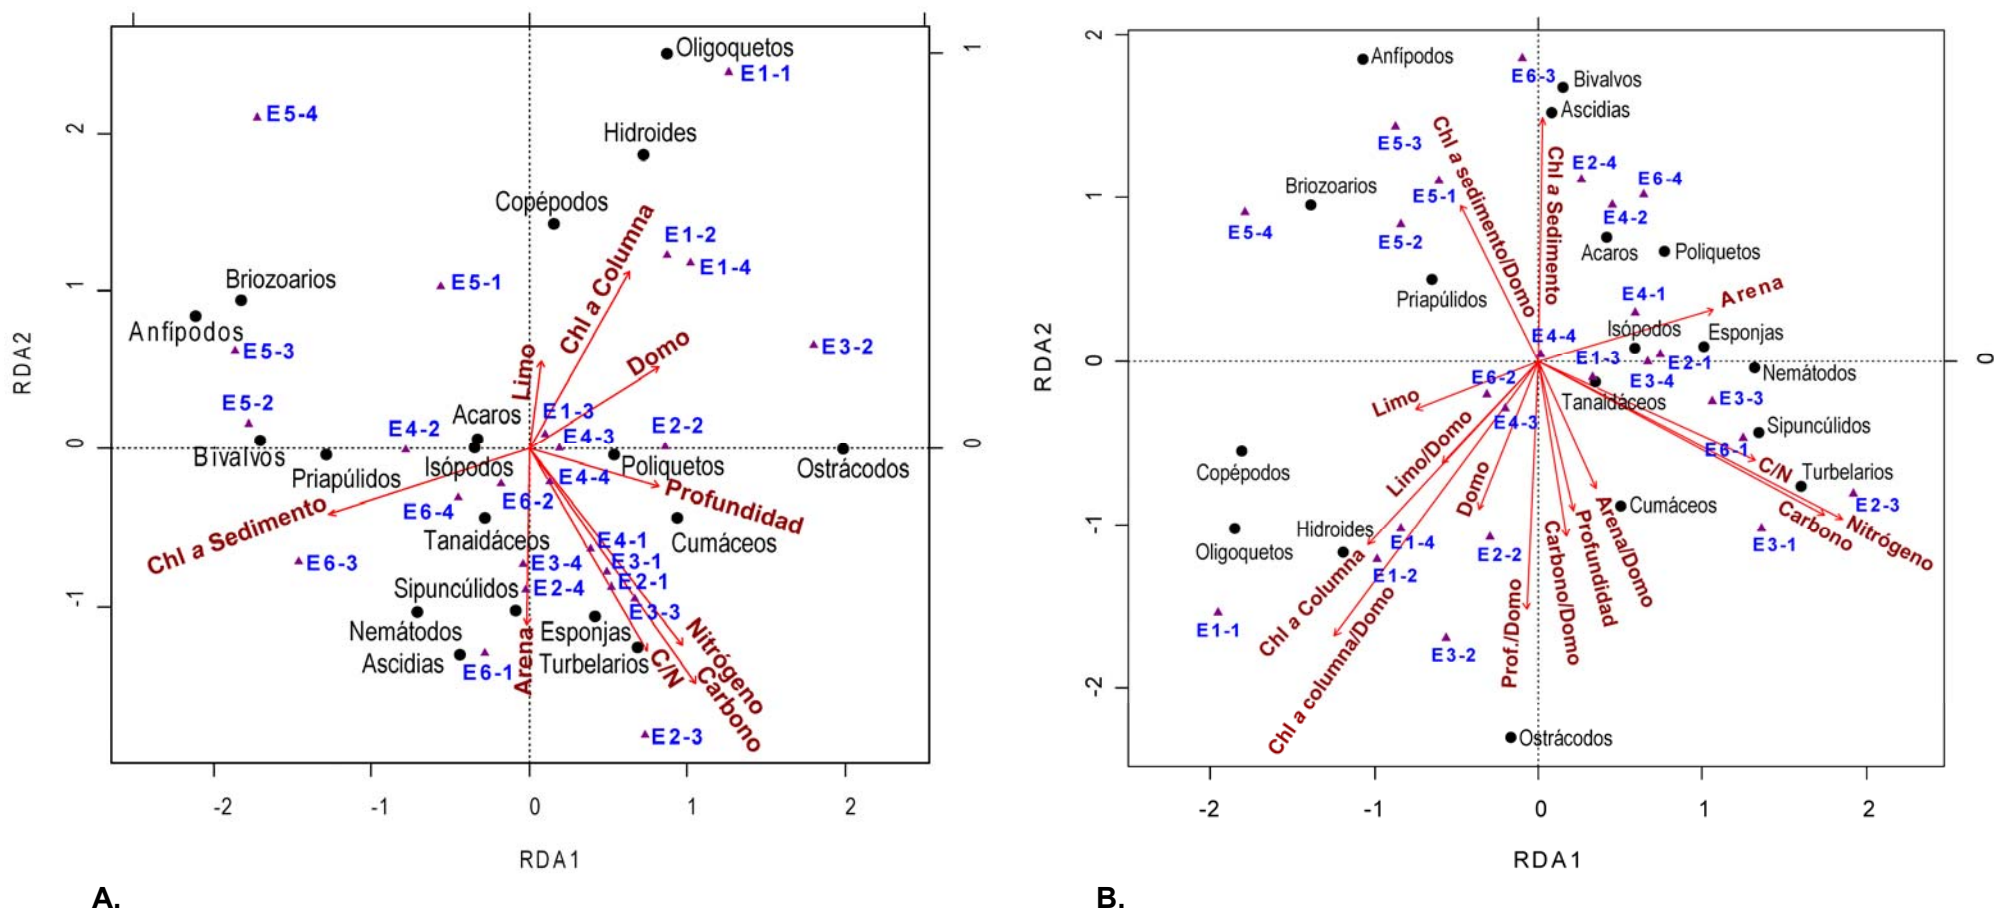 Oligoquetos
1
E1-1
E5-4
2
Hidroides
Copépodos
Chl a Columna
E1-2
E1-4
Briozoarios
E5-1
1
Anfípodos
E5-3
Limo
Domo
E3-2
RDA2
E5-2
Acaros
E1-3
E4-2
E4-3
E2-2
0
0
Bivalvos
Priapúlidos
Isópodos
Poliquetos
Ostrácodos
E4-4
Profundidad
E6-2
E6-4
Chl a Sedimento
Tanaidáceos
Cumáceos
E4-1
E6-3
E3-4
E3-1
Sipuncúlidos
E2-4
E2-1
-1
E3-3
Nemátodos
Esponjas
Nitrógeno
Ascidias
E6-1
Arena
Turbelarios
C/N
Carbono
E2-3
-2
-1
0
1
2
RDA1
A.
2
Anfípodos
E6-3
Bivalvos
Ascidias
E5-3
Chl a sedimento/Domo
Chl a Sedimento
E2-4
E6-4
Briozoarios
E5-1
1
E4-2
E5-4
E5-2
Acaros
Poliquetos
Priapúlidos
E4-1
Arena
E4-4
Isópodos
Esponjas
RDA2
0
0
E1-3
E2-1
E6-2
E3-4
Nemátodos
Limo
Tanaidáceos
E3-3
E4-3
Sipuncúlidos
Limo/Domo
E6-1
C/N
Copépodos
Domo
Turbelarios
E2-3
Cumáceos
Arena/Domo
Profundidad
Carbono/Domo
Carbono
Nitrógeno
-1
Hidroides
Oligoquetos
E1-4
E2-2
E3-1
Chl a Columna
E1-2
Prof./Domo
E1-1
Chl a columna/Domo
E3-2
-2
Ostrácodos
-2
-1
0
1
2
RDA1
B.